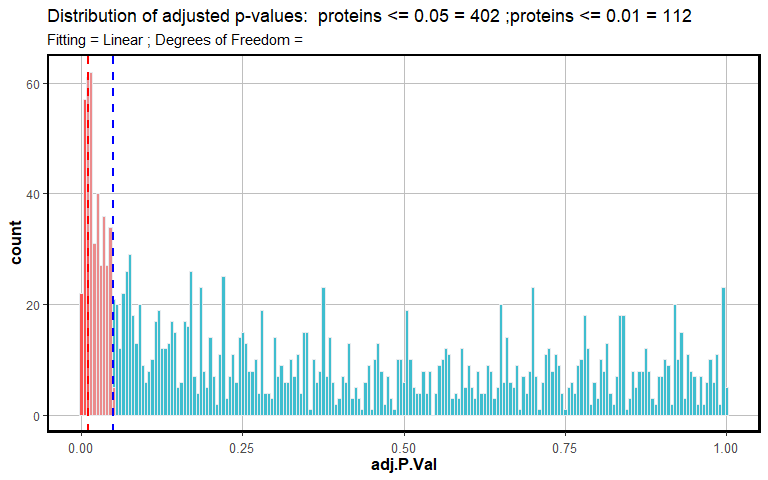 Distribution of adjusted p-values:  proteins <= 0.05 = 402 ;proteins <= 0.01 = 112
Fitting = Linear ; Degrees of Freedom =
60
40
20
0
count
0.00 0.25 0.50 0.75 1.00
adj.P.Val